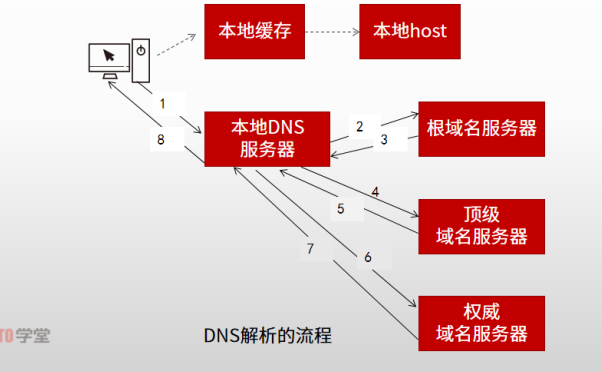 本地缓存
本地host
1
8
本地DNS
服务器
2
3
根域名服务器
4
5
顶级
域名服务器
7
6
权威
域名服务器
TO学堂
DNS解析的流程